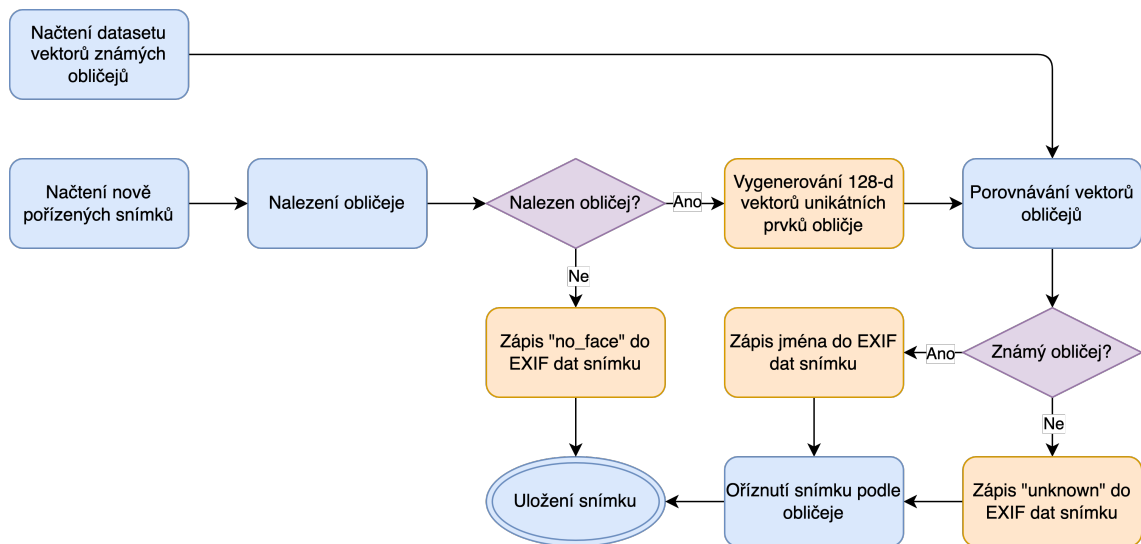 Načtení datasetu
vektorů známých
obličejů
Načtení nově
pořízených snímků
Nalezení obličeje
Nalezen obličej?
Ano
Vygenerování 128-d
vektorů unikátních
prvků obličje
Porovnávání vektorů
obličejů
Ne
Zápis "no_face" do
EXIF dat snímku
Zápis jména do EXIF
dat snímku
Ano
Známý obličej?
Ne
Uložení snímku
Oříznutí snímku podle
obličeje
Zápis "unknown" do
EXIF dat snímku